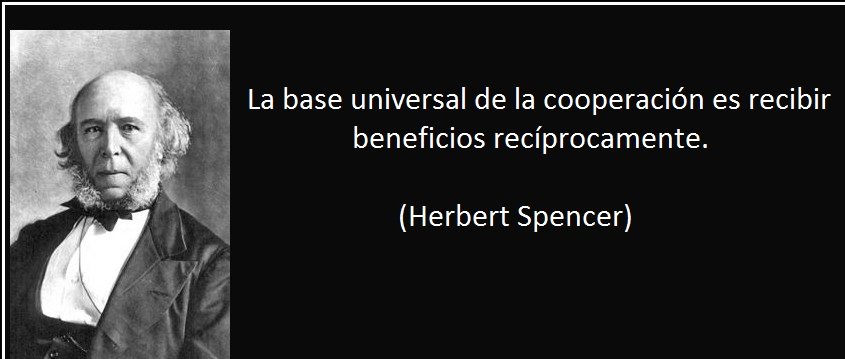 La base universal de la cooperación es recibir
beneficios recíprocamente.
(Herbert Spencer)